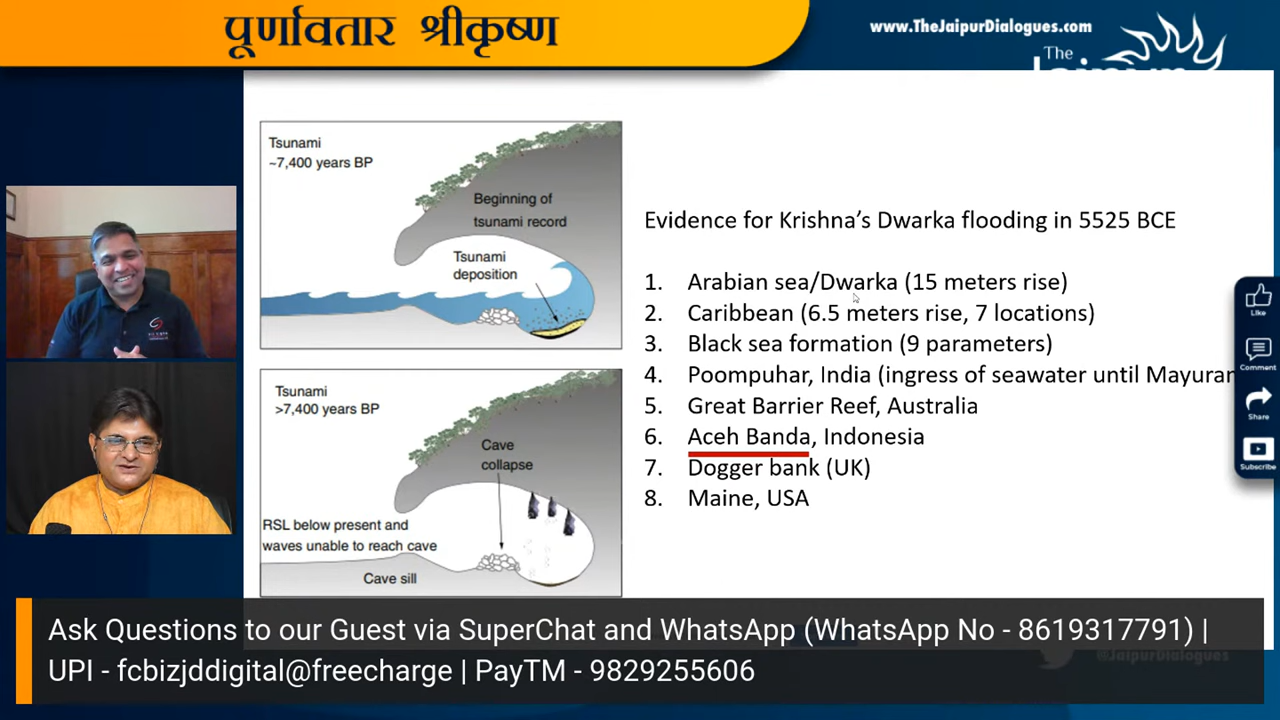 पूर्णावतार श्रीकृष्ण
www.TheJaipurDialogues.com
The
Jaipur
Tsunami
~7,400 years BP
Beginning of
tsunami record
Tsunami
deposition
Tsunami
>7,400 years BP
Cave
collapse
RSL below present and
waves unable to reach cave
Cave sill
Evidence for Krishna's Dwarka flooding in 5525 BCE
1. Arabian sea/Dwarka (15 meters rise)
2. Caribbean (6.5 meters rise, 7 locations)
3. Black sea formation (9 parameters)
4. Poompuhar, India (ingress of seawater until Mayuran
5. Great Barrier Reef, Australia
6. Aceh Banda, Indonesia
7. Dogger bank (UK)
8. Maine, USA
Like
Comment
Share
Subscribe
Ask Questions to our Guest via SuperChat and WhatsApp (WhatsApp No - 8619317791) |
UPI - fcbizjddigital@freecharge | PayTM - 9829255606
@JaipurDialogues